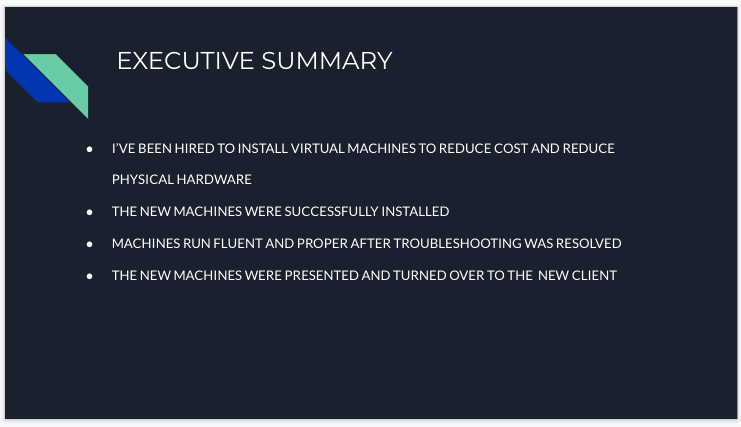 EXECUTIVE SUMMARY
● I'VE BEEN HIRED TO INSTALL VIRTUAL MACHINES TO REDUCE COST AND REDUCE
PHYSICAL HARDWARE
● THE NEW MACHINES WERE SUCCESSFULLY INSTALLED
● MACHINES RUN FLUENT AND PROPER AFTER TROUBLESHOOTING WAS RESOLVED
● THE NEW MACHINES WERE PRESENTED AND TURNED OVER TO THE  NEW CLIENT